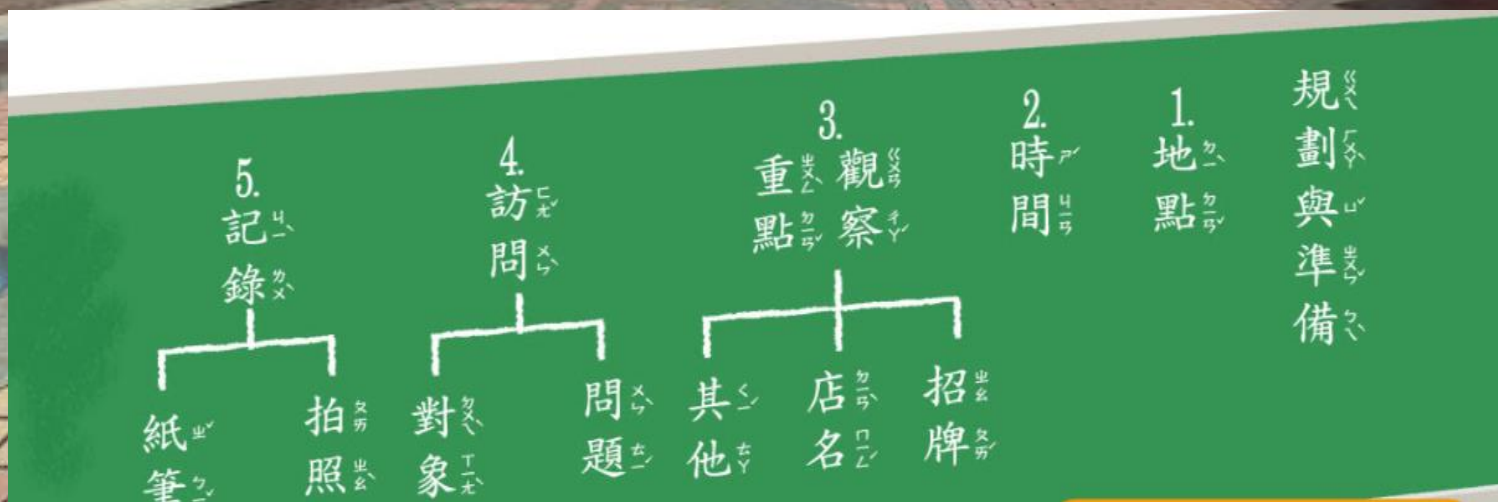 規劃與準備
1.地點
2.時間
3.觀察
重點
招牌
店名
其他
4.訪問
問題
對象
5.記錄
拍照
紙筆